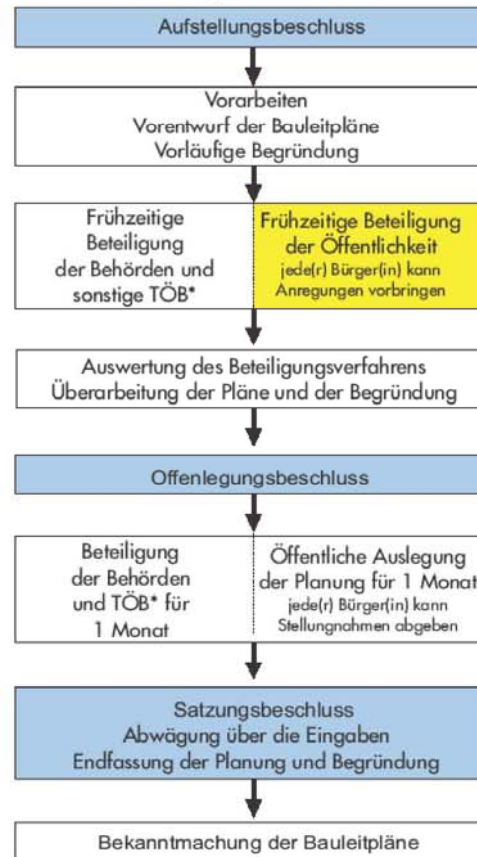 Aufstellungsbeschluss
Vorarbeiten
Vorentwurf der Bauleitpläne
Vorläufige Begründung
Frühzeitige
Beteiligung
der Behörden und
sonstige TÖB*
Frühzeitige Beteiligung
der Öffentlichkeit
jede(r) Bürger(in) kann
Anregungen vorbringen
Auswertung des Beteiligungsverfahrens
Überarbeitung der Pläne und der Begründung
Offenlegungsbeschluss
Beteiligung
der Behörden
und TÖB* für
1 Monat
Öffentliche Auslegung
der Planung für 1 Monat
jede(r) Bürger(in) kann
Stellungnahmen abgeben
Satzungsbeschluss
Abwägung über die Eingaben
Endfassung der Planung und Begründung
Bekanntmachung der Bauleitpläne